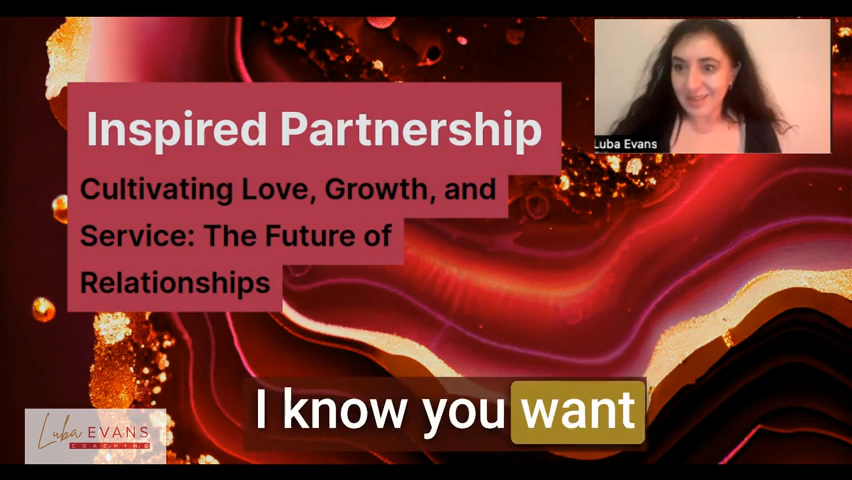 Inspired Partnership
Cultivating Love, Growth, and
Service: The Future of
Relationships
Luba Evans
I know you want
Luba EVANS
COACHING